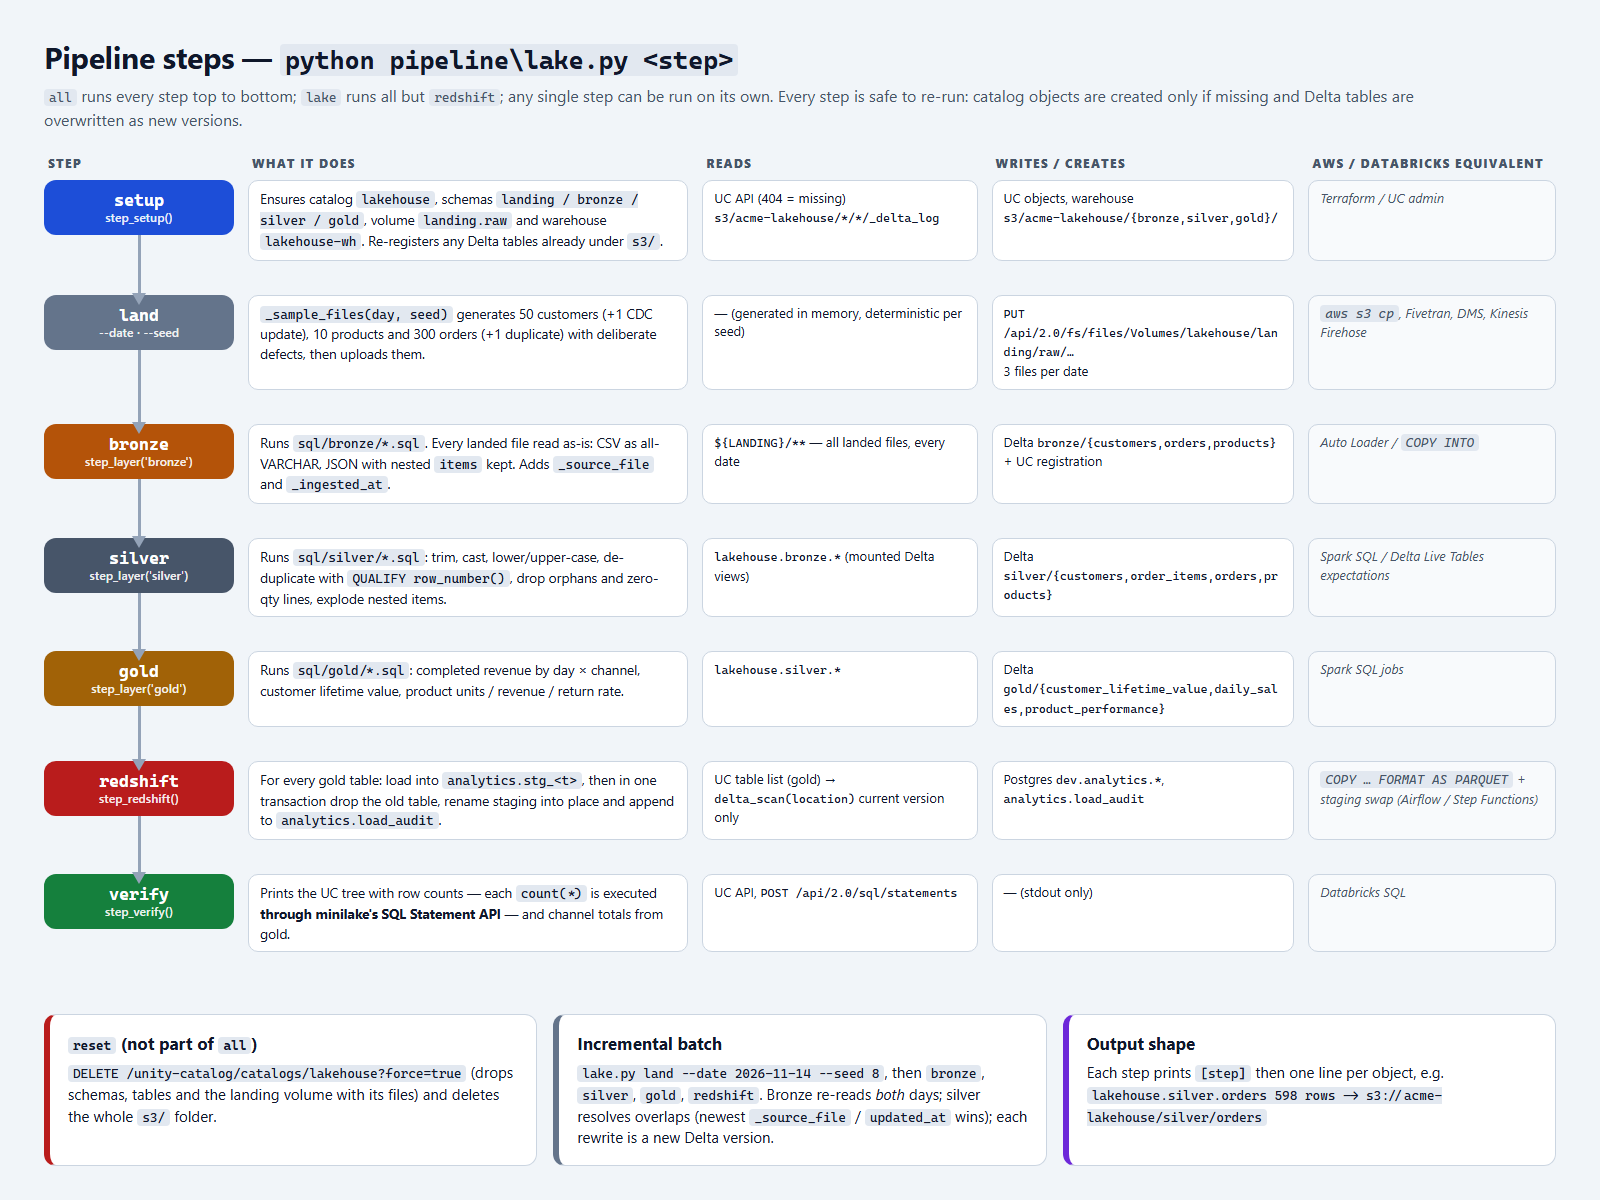 Pipeline steps — python pipeline\lake.py <step>
all runs every step top to bottom; lake runs all but redshift; any single step can be run on its own. Every step is safe to re-run: catalog objects are created only if missing and Delta tables are
overwritten as new versions.
STEP
WHAT IT DOES
READS
WRITES / CREATES
AWS / DATABRICKS EQUIVALENT
setup
step_setup()
Ensures catalog lakehouse, schemas landing / bronze /
silver / gold, volume landing.raw and warehouse
lakehouse-wh. Re-registers any Delta tables already under s3/.
UC API (404 = missing)
s3/acme-lakehouse/*/*/_delta_log
UC objects, warehouse
s3/acme-lakehouse/{bronze,silver,gold}/
Terraform / UC admin
land
--date · --seed
_sample_files(day, seed) generates 50 customers (+1 CDC
update), 10 products and 300 orders (+1 duplicate) with deliberate
defects, then uploads them.
— (generated in memory, deterministic per
seed)
PUT
/api/2.0/fs/files/Volumes/lakehouse/lan
ding/raw/…
3 files per date
aws s3 cp, Fivetran, DMS, Kinesis
Firehose
bronze
step_layer('bronze')
Runs sql/bronze/*.sql. Every landed file read as-is: CSV as all-
VARCHAR, JSON with nested items kept. Adds _source_file
and _ingested_at.
${LANDING}/** — all landed files, every
date
Delta bronze/{customers,orders,products}
+ UC registration
Auto Loader / COPY INTO
silver
step_layer('silver')
Runs sql/silver/*.sql: trim, cast, lower/upper-case, de-
duplicate with QUALIFY row_number(), drop orphans and zero-
qty lines, explode nested items.
lakehouse.bronze.* (mounted Delta
views)
Delta
silver/{customers,order_items,orders,pr
oducts}
Spark SQL / Delta Live Tables
expectations
gold
step_layer('gold')
Runs sql/gold/*.sql: completed revenue by day × channel,
customer lifetime value, product units / revenue / return rate.
lakehouse.silver.*
Delta
gold/{customer_lifetime_value,daily_sal
es,product_performance}
Spark SQL jobs
redshift
step_redshift()
For every gold table: load into analytics.stg_<t>, then in one
transaction drop the old table, rename staging into place and append
to analytics.load_audit.
UC table list (gold) →
delta_scan(location) current version
only
Postgres dev.analytics.*,
analytics.load_audit
COPY … FORMAT AS PARQUET +
staging swap (Airflow / Step Functions)
verify
step_verify()
Prints the UC tree with row counts — each count(*) is executed
through minilake's SQL Statement API — and channel totals from
gold.
UC API, POST /api/2.0/sql/statements
— (stdout only)
Databricks SQL
reset (not part of all)
DELETE /unity-catalog/catalogs/lakehouse?force=true (drops
schemas, tables and the landing volume with its files) and deletes
the whole s3/ folder.
Incremental batch
lake.py land --date 2026-11-14 --seed 8, then bronze,
silver, gold, redshift. Bronze re-reads both days; silver
resolves overlaps (newest _source_file / updated_at wins); each
rewrite is a new Delta version.
Output shape
Each step prints [step] then one line per object, e.g.
lakehouse.silver.orders 598 rows -> s3://acme-
lakehouse/silver/orders